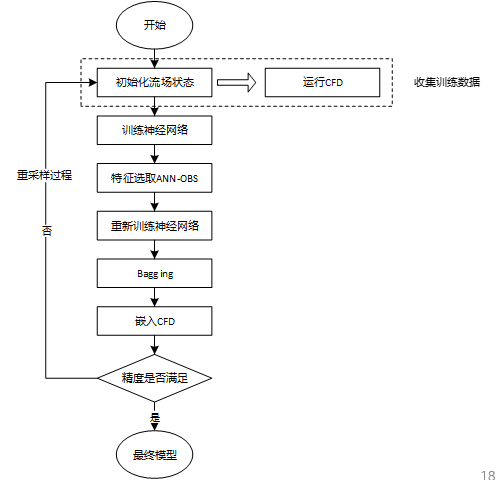 开始
初始化流场状态
运行CFD
收集训练数据
训练神经网络
特征选取ANN-OBS
重采样过程
重新训练神经网络
否
Bagging
嵌入CFD
精度是否满足
是
最终模型
18